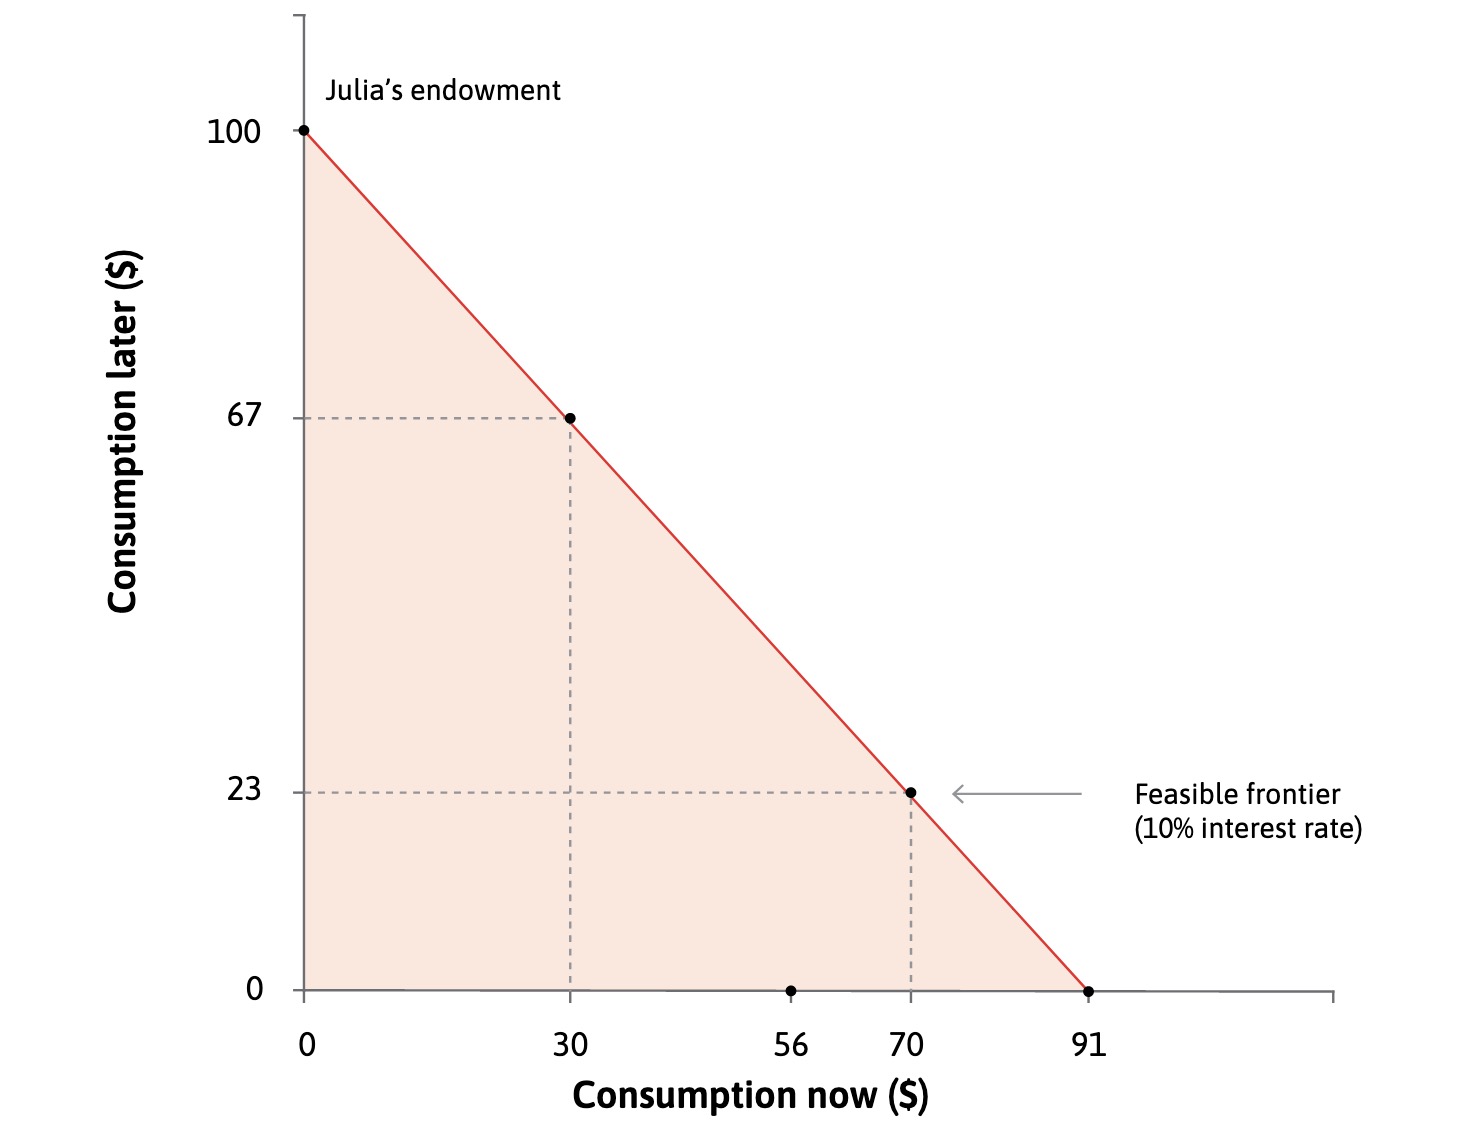 Julia’s endowment
100
67
23
0
Consumption later ($)
Feasible frontier
(10% interest rate)
0 30 56 70 91
Consumption now ($)